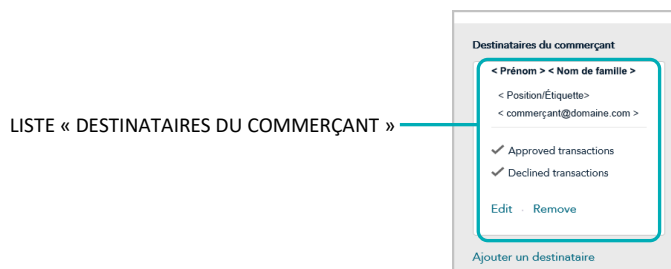 Destinataires du commerçant
< Prénom > < Nom de famille >
< Position/Étiquette>
< commerçant@domaine.com >
LISTE « DESTINATAIRES DU COMMERÇANT »
Approved transactions
Declined transactions
Edit · Remove
Ajouter un destinataire